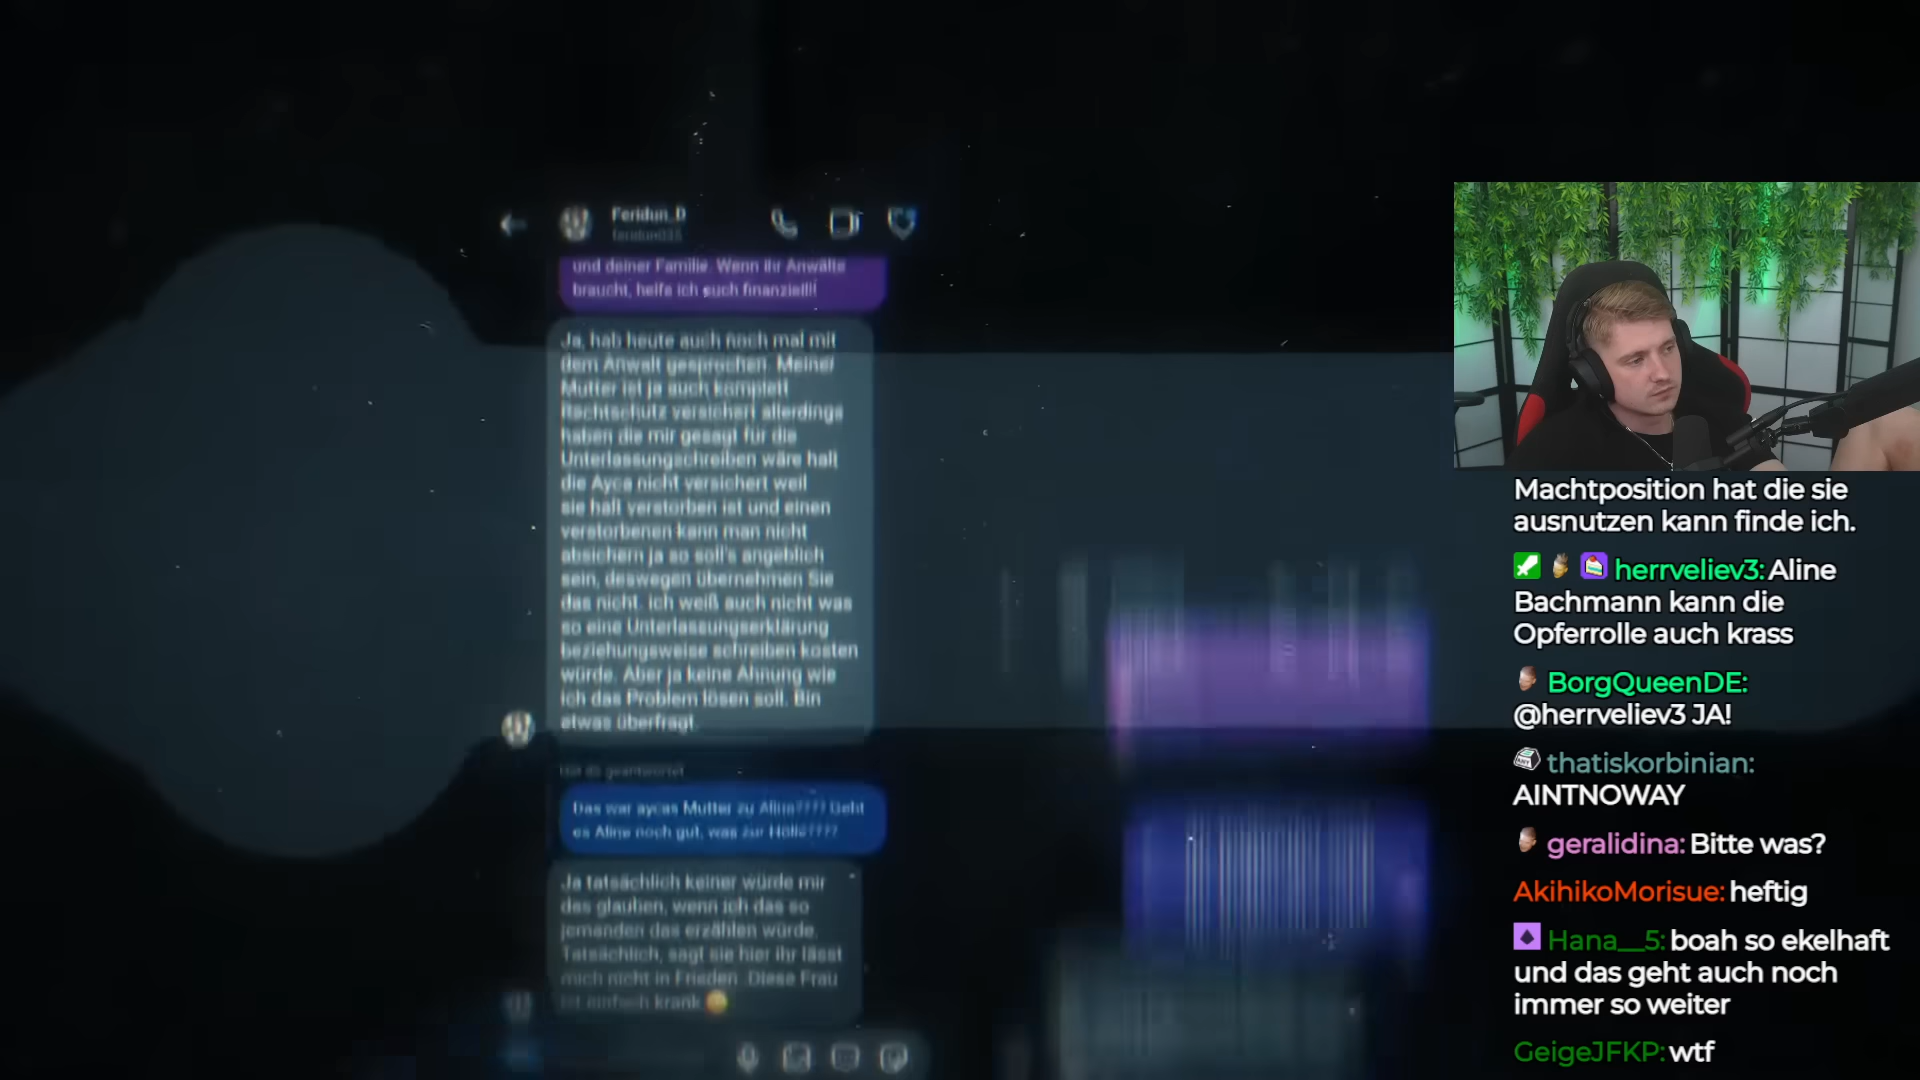 Feridun_D
feridun035
und deiner Familie. Wenn ihr Anwälte
braucht, helfe ich euch finanziell!!
Ja, hab heute auch noch mal mit
dem Anwalt gesprochen. Meiner
Mutter ist ja auch komplett
Rechtschutz versichert allerdings
haben die mir gesagt für die
Unterlassungschreiben wäre halt
die Ayca nicht versichert weil
sie halt verstorben ist und einen
verstorbenen kann man nicht
absichern ja so soll's angeblich
sein, deswegen übernehmen Sie
das nicht. ich weiß auch nicht was
so eine Unterlassungserklärung
beziehungsweise schreiben kosten
würde. Aber ja keine Ahnung wie
ich das Problem lösen soll. Bin
etwas überfragt
geantwortet
Das war aycas Mutter zu Aline???? Geht
es Aline noch gut, was zur Hölle????
Ja tatsächlich keiner würde mir
das glauben, wenn ich das so
jemanden das erzählen würde.
Tatsächlich, sagt sie hier ihr lässt
mich nicht in Frieden .Diese Frau
ist einfach krank
Machtposition hat die sie
ausnutzen kann finde ich.
herrveliev3: Aline
Bachmann kann die
Opferrolle auch krass
BorgQueenDE:
@herrveliev3 JA!
thatiskorbinian:
AINTNOWAY
geralidina: Bitte was?
AkihikoMorisue: heftig
Hana__5: boah so ekelhaft
und das geht auch noch
immer so weiter
GeigeJFKP: wtf